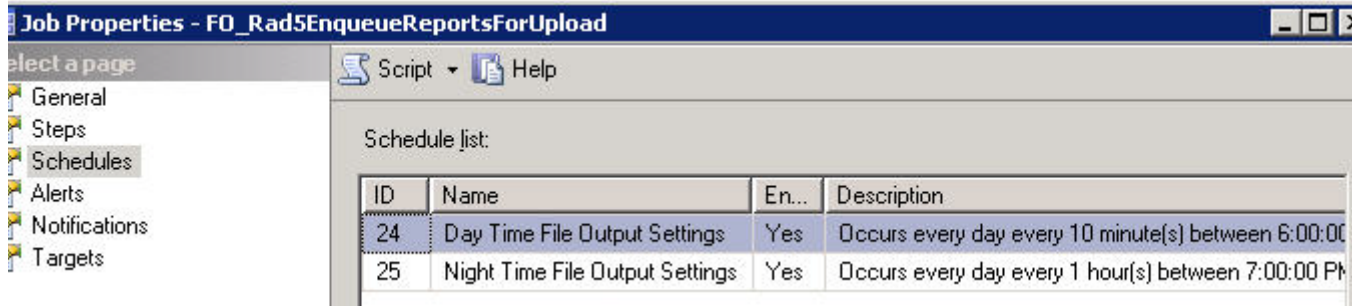 Job Properties - FO_Rad5EnqueueReportsForUpload
elect a page
Script Help
General
Steps
Schedules
Alerts
Notifications
Targets
Schedule list:
ID Name En... Description
24 Day Time File Output Settings Yes Occurs every day every 10 minute(s) between 6:00:00
25 Night Time File Output Settings Yes Occurs every day every 1 hour(s) between 7:00:00 PM